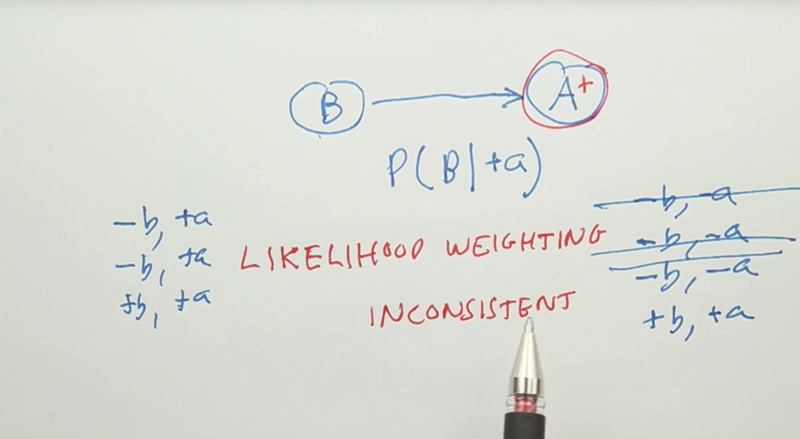 B
A+
P(B|+a)
-b, +a
-b, +a
+b, +a
LIKELIHOOD WEIGHTING
INCONSISTENT
-b, -a
-b, -a
-b, -a
+b, +a